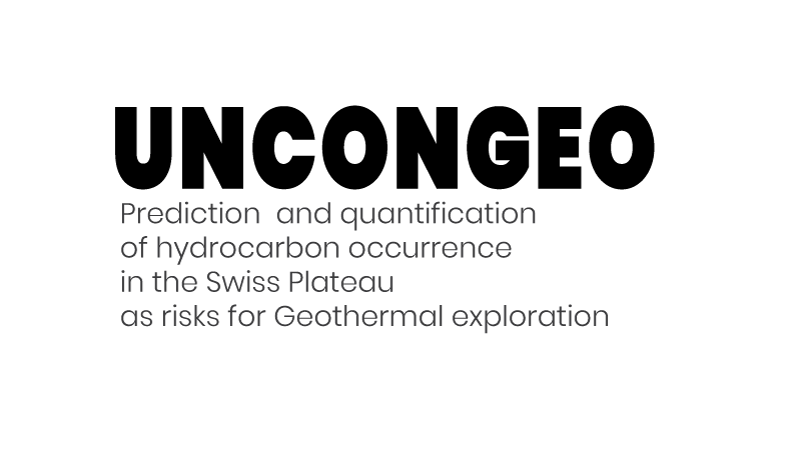 UNCONGEO
Prediction  and quantification
of hydrocarbon occurrence
in the Swiss Plateau
as risks for Geothermal exploration